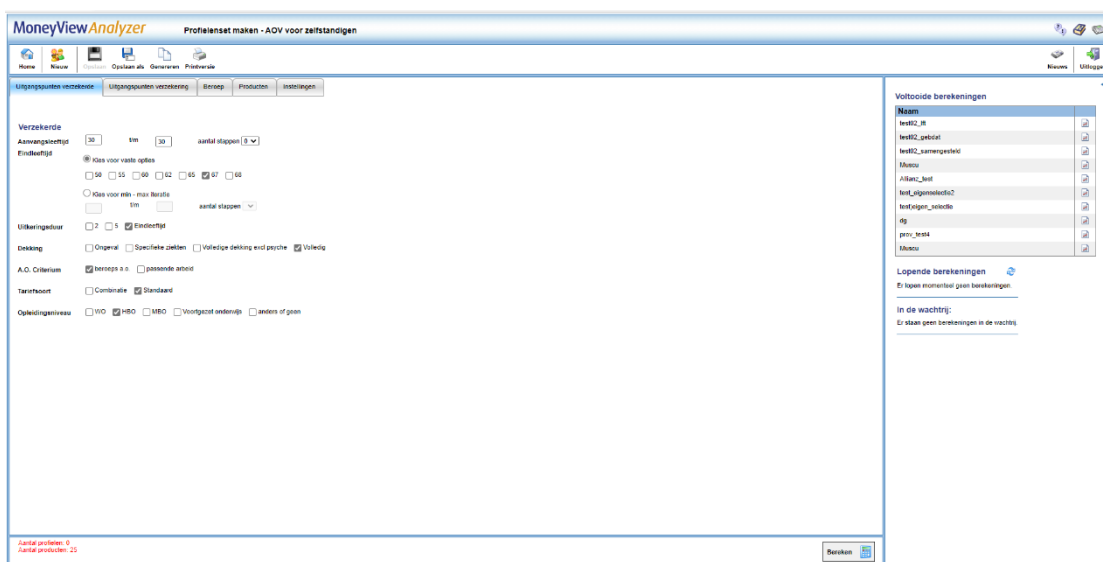 MoneyViewAnalyzer Profielenset maken - AOV voor zelfstandigen
Home Nieuw Opslaan Opslaan als Genereren Printversie Nieuws Uitlogge
Uitgangspunten verzekerde Uitgangspunten verzekering Beroep Producten Instellingen
Verzekerde
Aanvangsleeftijd 30 t/m 30 aantal stappen 0
Eindleeftijd
Kies voor vaste opties
50 55 60 62 65 67 68
Kies voor min - max iteratie
t/m aantal stappen
Uitkeringsduur 2 5 Eindleeftijd
Dekking Ongeval Specifieke ziekten Volledige dekking excl psyche Volledig
A.O. Criterium beroeps a.o. passende arbeid
Tariefsoort Combinatie Standaard
Opleidingsniveau WO HBO MBO Voortgezet onderwijs anders of geen
Aantal profielen: 0
Aantal producten: 25
Bereken
Voltooide berekeningen
Naam
test02_lft
test02_gebdat
test02_samengesteld
Muscu
Allianz_test
test_eigenselectie2
test)eigen_selectie
dg
prov_test4
Muscu
Lopende berekeningen
Er lopen momenteel geen berekeningen.
In de wachtrij:
Er staan geen berekeningen in de wachtrij.